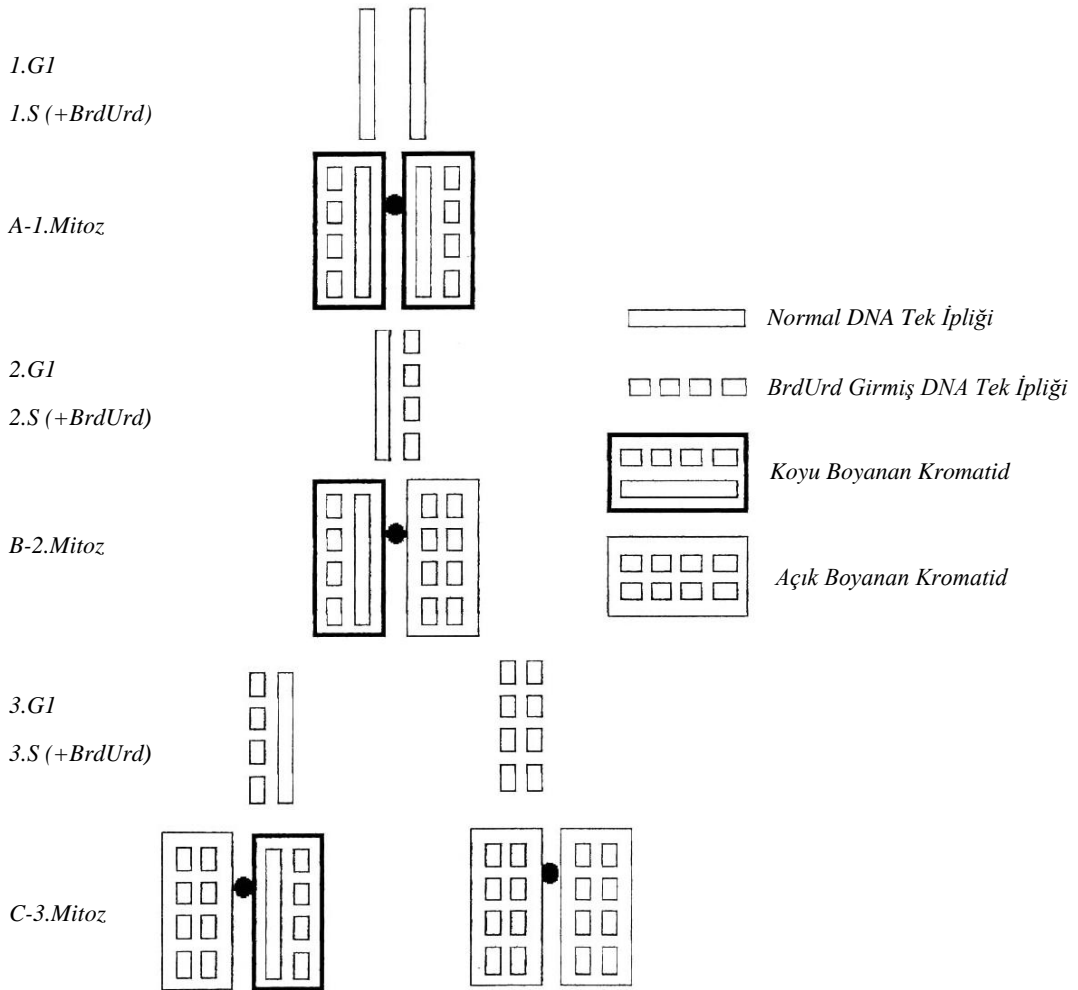 1.G1
1.S (+BrdUrd)
A-1.Mitoz
Normal DNA Tek İpliği
2.G1
BrdUrd Girmiş DNA Tek İpliği
2.S (+BrdUrd)
Koyu Boyanan Kromatid
B-2.Mitoz
Açık Boyanan Kromatid
3.G1
3.S (+BrdUrd)
C-3.Mitoz